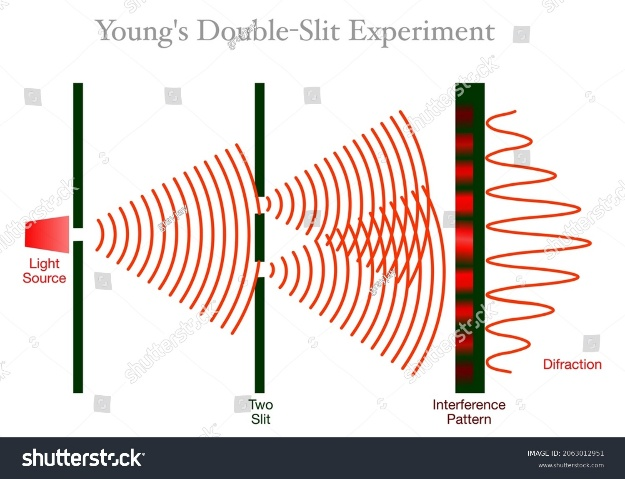 Young's Double-Slit Experiment
Light
Source
Difraction
Two
Slit
Interference
Pattern
shutterstock
IMAGE ID: 2063012951
www.shutterstock.com